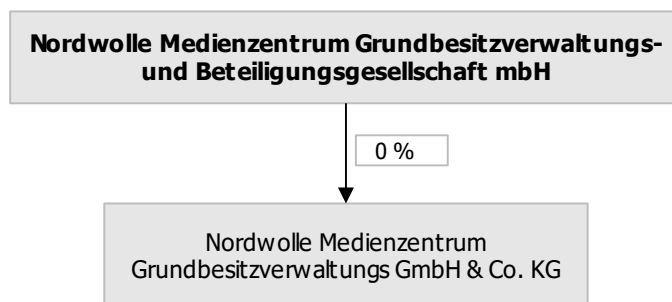 Nordwolle Medienzentrum Grundbesitzverwaltungs-
und Beteiligungsgesellschaft mbH
0 %
Nordwolle Medienzentrum
Grundbesitzverwaltungs GmbH & Co. KG